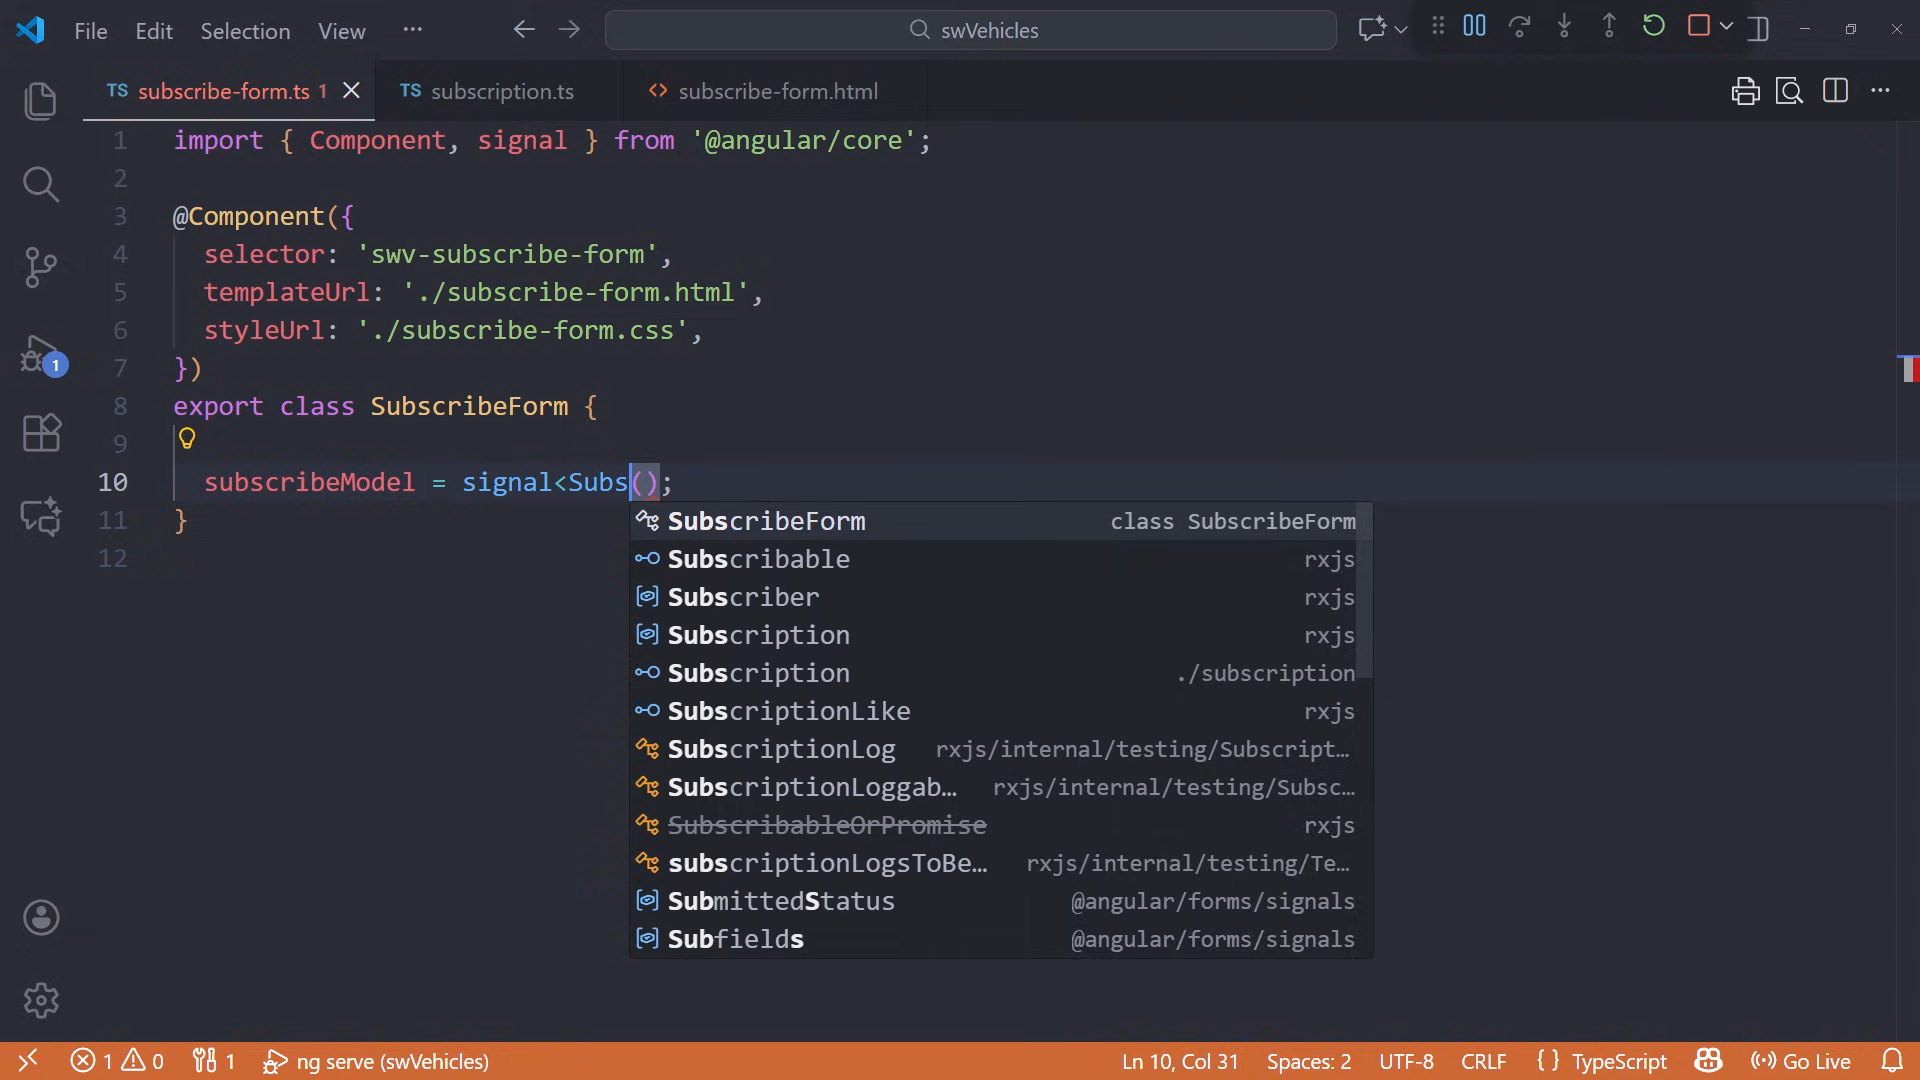 File Edit Selection View ··· swVehicles
TS subscribe-form.ts 1 TS subscription.ts <> subscribe-form.html
1 import { Component, signal } from '@angular/core';
2
3 @Component({
4 selector: 'swv-subscribe-form',
5 templateUrl: './subscribe-form.html',
6 styleUrl: './subscribe-form.css',
7 })
8 export class SubscribeForm {
9
10 subscribeModel = signal<Subs();
11 }
12
1
SubscribeForm class SubscribeForm
Subscribable rxjs
Subscriber rxjs
Subscription rxjs
Subscription ./subscription
SubscriptionLike rxjs
SubscriptionLog rxjs/internal/testing/Subscript…
SubscriptionLoggab… rxjs/internal/testing/Subsc…
SubscribableOrPromise rxjs
subscriptionLogsToBe… rxjs/internal/testing/Te…
SubmittedStatus @angular/forms/signals
Subfields @angular/forms/signals
1 0 1 ng serve (swVehicles) Ln 10, Col 31 Spaces: 2 UTF-8 CRLF { } TypeScript Go Live